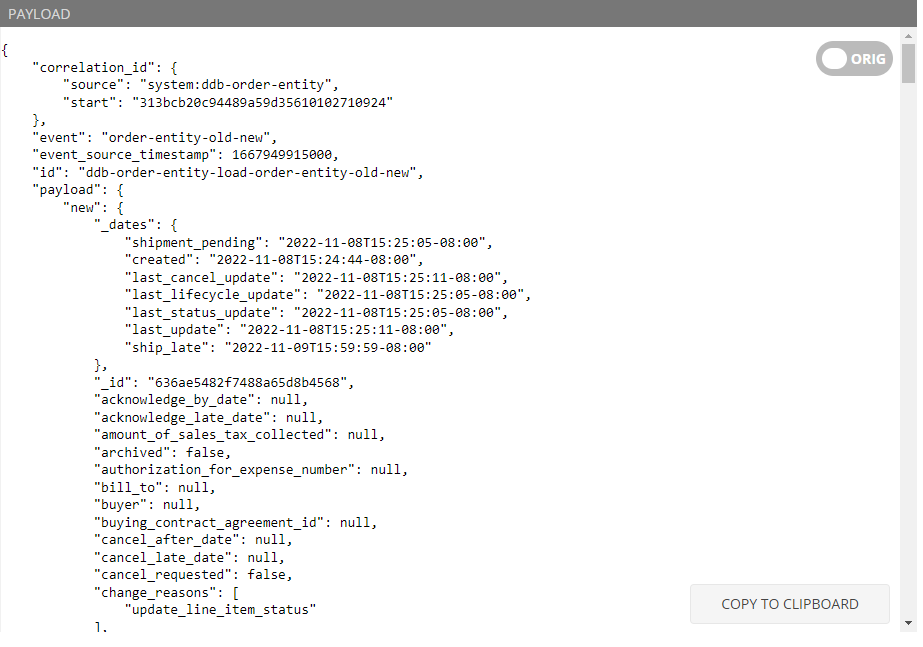 PAYLOAD
ORIG
{
    "correlation_id": {
        "source": "system:ddb-order-entity",
        "start": "313bcb20c94489a59d35610102710924"
    },
    "event": "order-entity-old-new",
    "event_source_timestamp": 1667949915000,
    "id": "ddb-order-entity-load-order-entity-old-new",
    "payload": {
        "new": {
            "_dates": {
                "shipment_pending": "2022-11-08T15:25:05-08:00",
                "created": "2022-11-08T15:24:44-08:00",
                "last_cancel_update": "2022-11-08T15:25:11-08:00",
                "last_lifecycle_update": "2022-11-08T15:25:05-08:00",
                "last_status_update": "2022-11-08T15:25:05-08:00",
                "last_update": "2022-11-08T15:25:11-08:00",
                "ship_late": "2022-11-09T15:59:59-08:00"
            },
            "_id": "636ae5482f7488a65d8b4568",
            "acknowledge_by_date": null,
            "acknowledge_late_date": null,
            "amount_of_sales_tax_collected": null,
            "archived": false,
            "authorization_for_expense_number": null,
            "bill_to": null,
            "buyer": null,
            "buying_contract_agreement_id": null,
            "cancel_after_date": null,
            "cancel_late_date": null,
            "cancel_requested": false,
            "change_reasons": [
                "update_line_item_status"
            ],
COPY TO CLIPBOARD